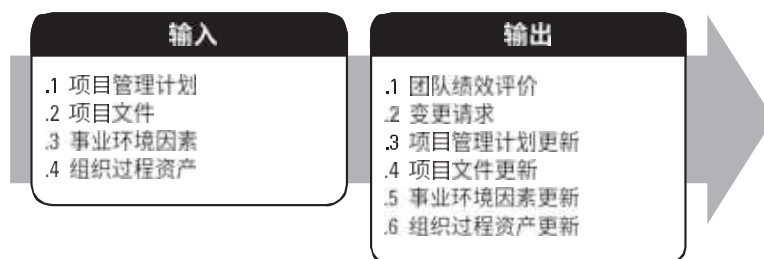 输入
.1 项目管理计划
.2 项目文件
.3 事业环境因素
.4 组织过程资产
输出
.1 团队绩效评价
.2 变更请求
.3 项目管理计划更新
.4 项目文件更新
.5 事业环境因素更新
.6 组织过程资产更新